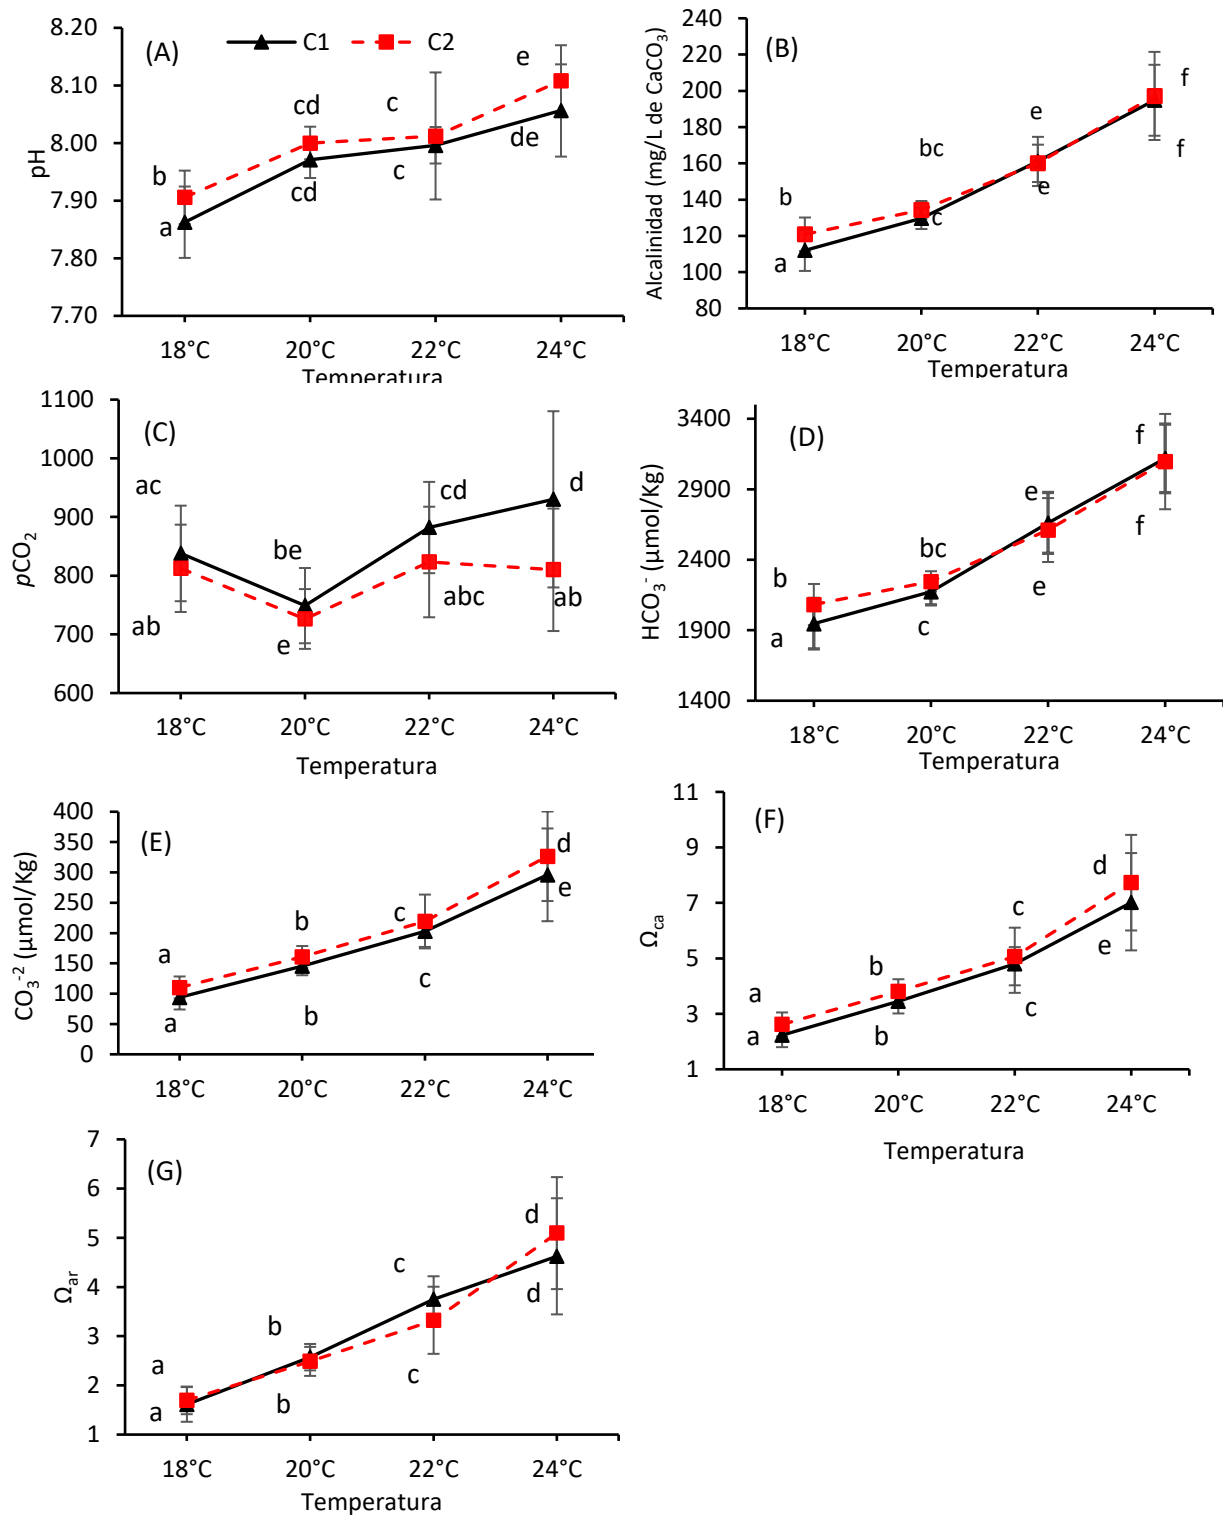 8.20
8.10
8.00
7.90
7.80
7.70
pH
(A)
C1
C2
b
a
cd
cd
c
c
e
de
18°C
20°C
22°C
24°C
Temperatura
240
220
200
180
160
140
120
100
80
Alcalinidad (mg/L de CaCO₃)
(B)
b
a
bc
c
e
e
f
f
18°C
20°C
22°C
24°C
Temperatura
1100
1000
900
800
700
600
pCO₂
(C)
ac
ab
be
e
cd
abc
d
ab
18°C
20°C
22°C
24°C
Temperatura
3400
2900
2400
1900
1400
HCO₃⁻ (µmol/Kg)
(D)
b
a
bc
c
e
e
f
f
18°C
20°C
22°C
24°C
Temperatura
400
350
300
250
200
150
100
50
0
CO₃⁻² (µmol/Kg)
(E)
a
a
b
b
c
c
d
e
18°C
20°C
22°C
24°C
11
9
7
5
3
1
Ωca
(F)
a
a
b
b
c
c
d
e
18°C
20°C
22°C
24°C
Temperatura
7
6
5
4
3
2
1
Ωar
(G)
a
a
b
b
c
c
d
d
18°C
20°C
22°C
24°C
Temperatura